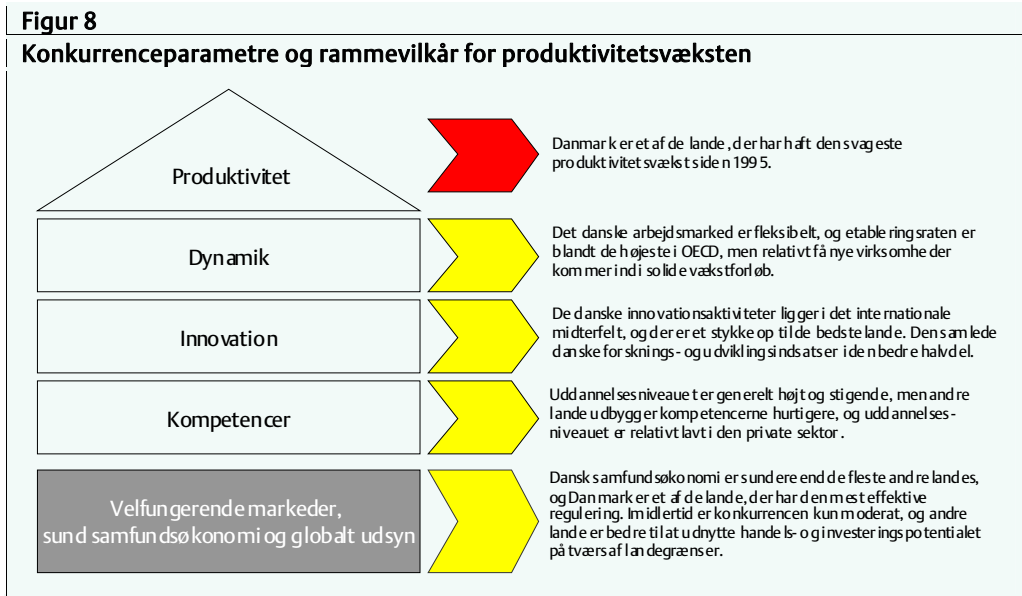 Figur 8
Konkurrenceparametre og rammevilkår for produktivitetsvæksten
Produktivitet
Danmark er et af de lande, der har haft den svageste
produktivitetsvækst siden 1995.
Dynamik
Det danske arbejdsmarked er fleksibelt, og etableringsraten er
blandt de højeste i OECD, men relativt få nye virksomheder
kommer ind i solide vækstforløb.
Innovation
De danske innovationsaktiviteter ligger i det internationale
midterfelt, og der er et stykke op til de bedste lande. Den samlede
danske forsknings- og udviklingsindsats er i den bedre halvdel.
Kompetencer
Uddannelsesniveauet er generelt højt og stigende, men andre
lande udbygger kompetencerne hurtigere, og uddannelses-
niveauet er relativt lavt i den private sektor.
Velfungerende markeder,
sund samfundsøkonomi og globalt udsyn
Dansk samfundsøkonomi er sundere end de fleste andre landes,
og Danmark er et af de lande, der har den mest effektive
regulering. Imidlertid er konkurrencen kun moderat, og andre
lande er bedre til at udnytte handels- og investeringspotentialet
på tværs af landegrænser.